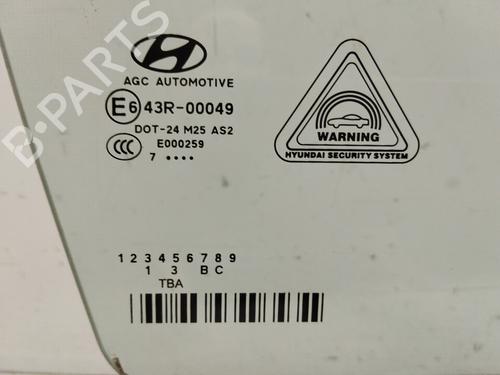 B-PARTS
AGC AUTOMOTIVE
E6 43R-00049
DOT-24 M25 AS2
CCC E000259
7 ••••
WARNING
HYUNDAI SECURITY SYSTEM
1 2 3 4 5 6 7 8 9
1 3 B C
TBA